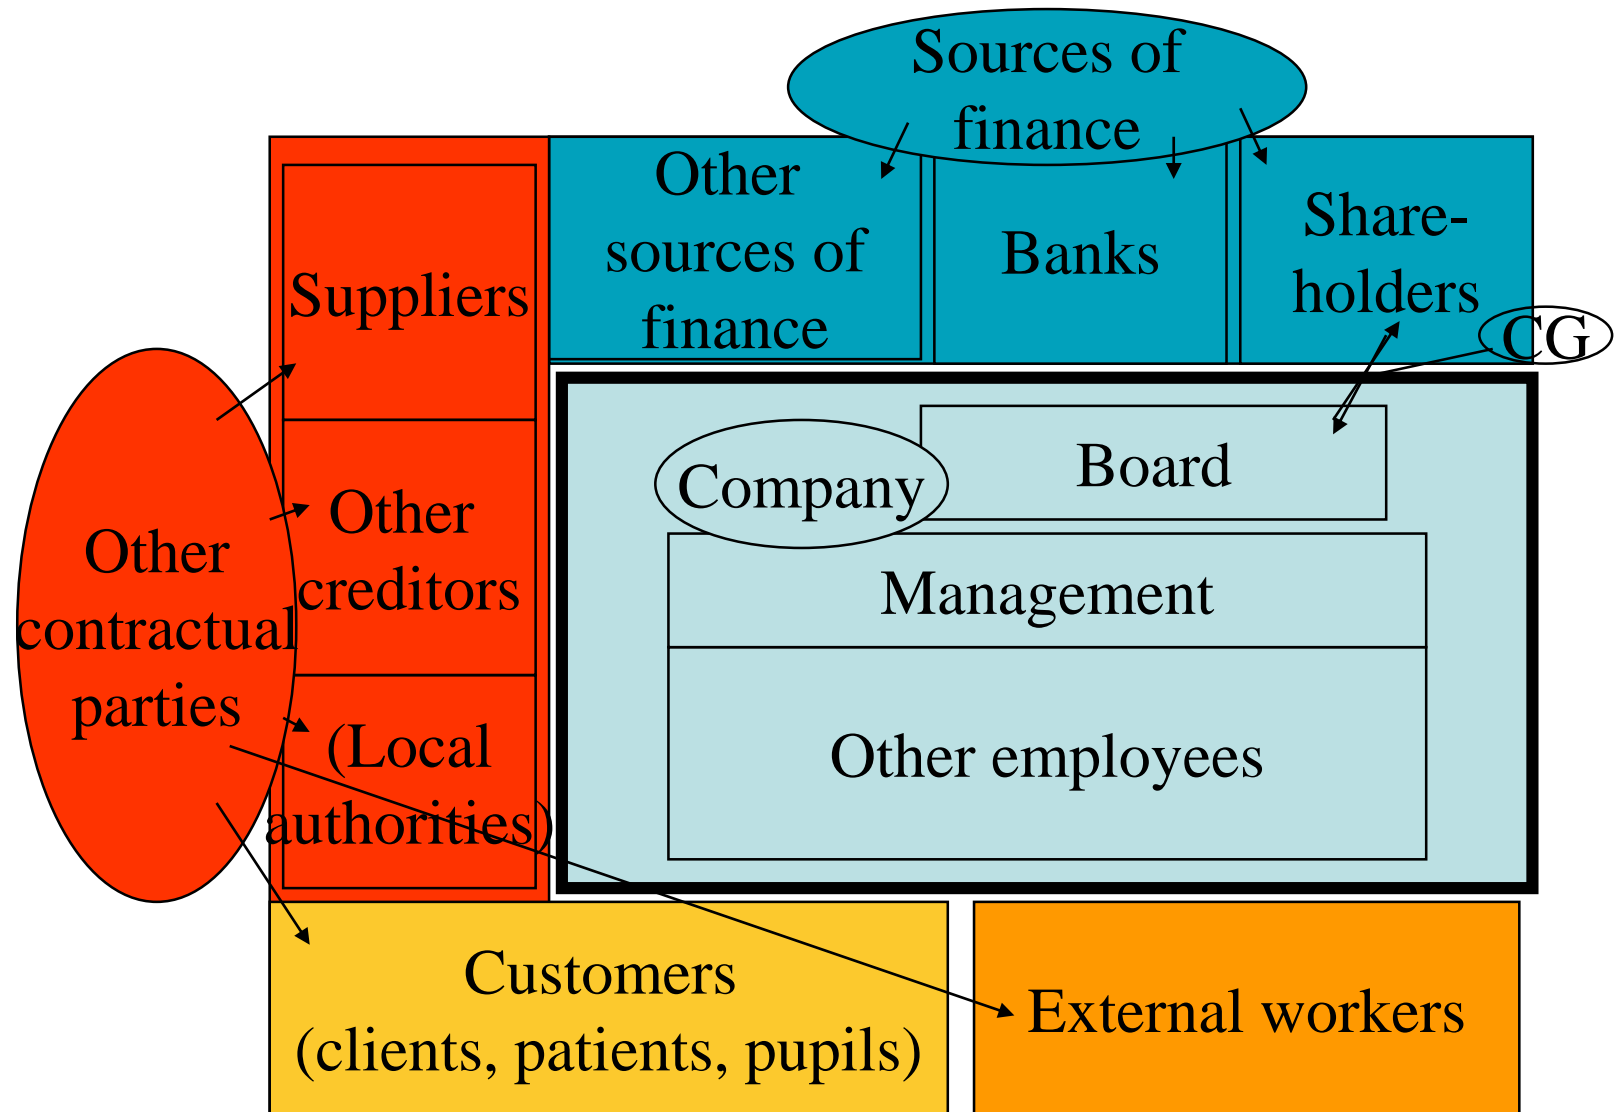 Sources of
finance
Other
sources of
finance
Banks
Share-
holders
CG
Suppliers
Other
creditors
(Local
authorities)
Other
contractual
parties
Company
Board
Management
Other employees
Customers
(clients, patients, pupils)
External workers